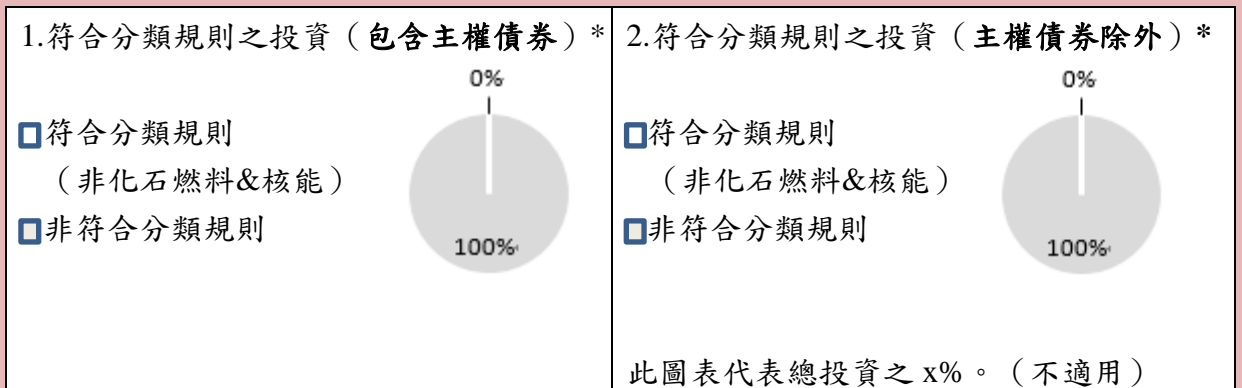 1.符合分類規則之投資（包含主權債券）*
0%
符合分類規則
（非化石燃料&核能）
非符合分類規則
100%
2.符合分類規則之投資（主權債券除外）*
0%
符合分類規則
（非化石燃料&核能）
非符合分類規則
100%
此圖表代表總投資之 x%。（不適用）